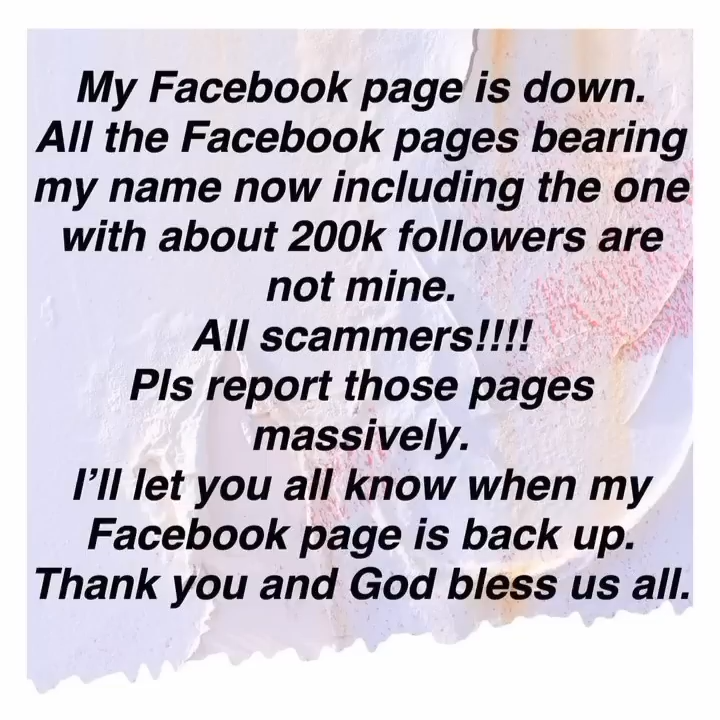 My Facebook page is down.
All the Facebook pages bearing
my name now including the one
with about 200k followers are
not mine.
All scammers!!!!
Pls report those pages
massively.
I’ll let you all know when my
Facebook page is back up.
Thank you and God bless us all.